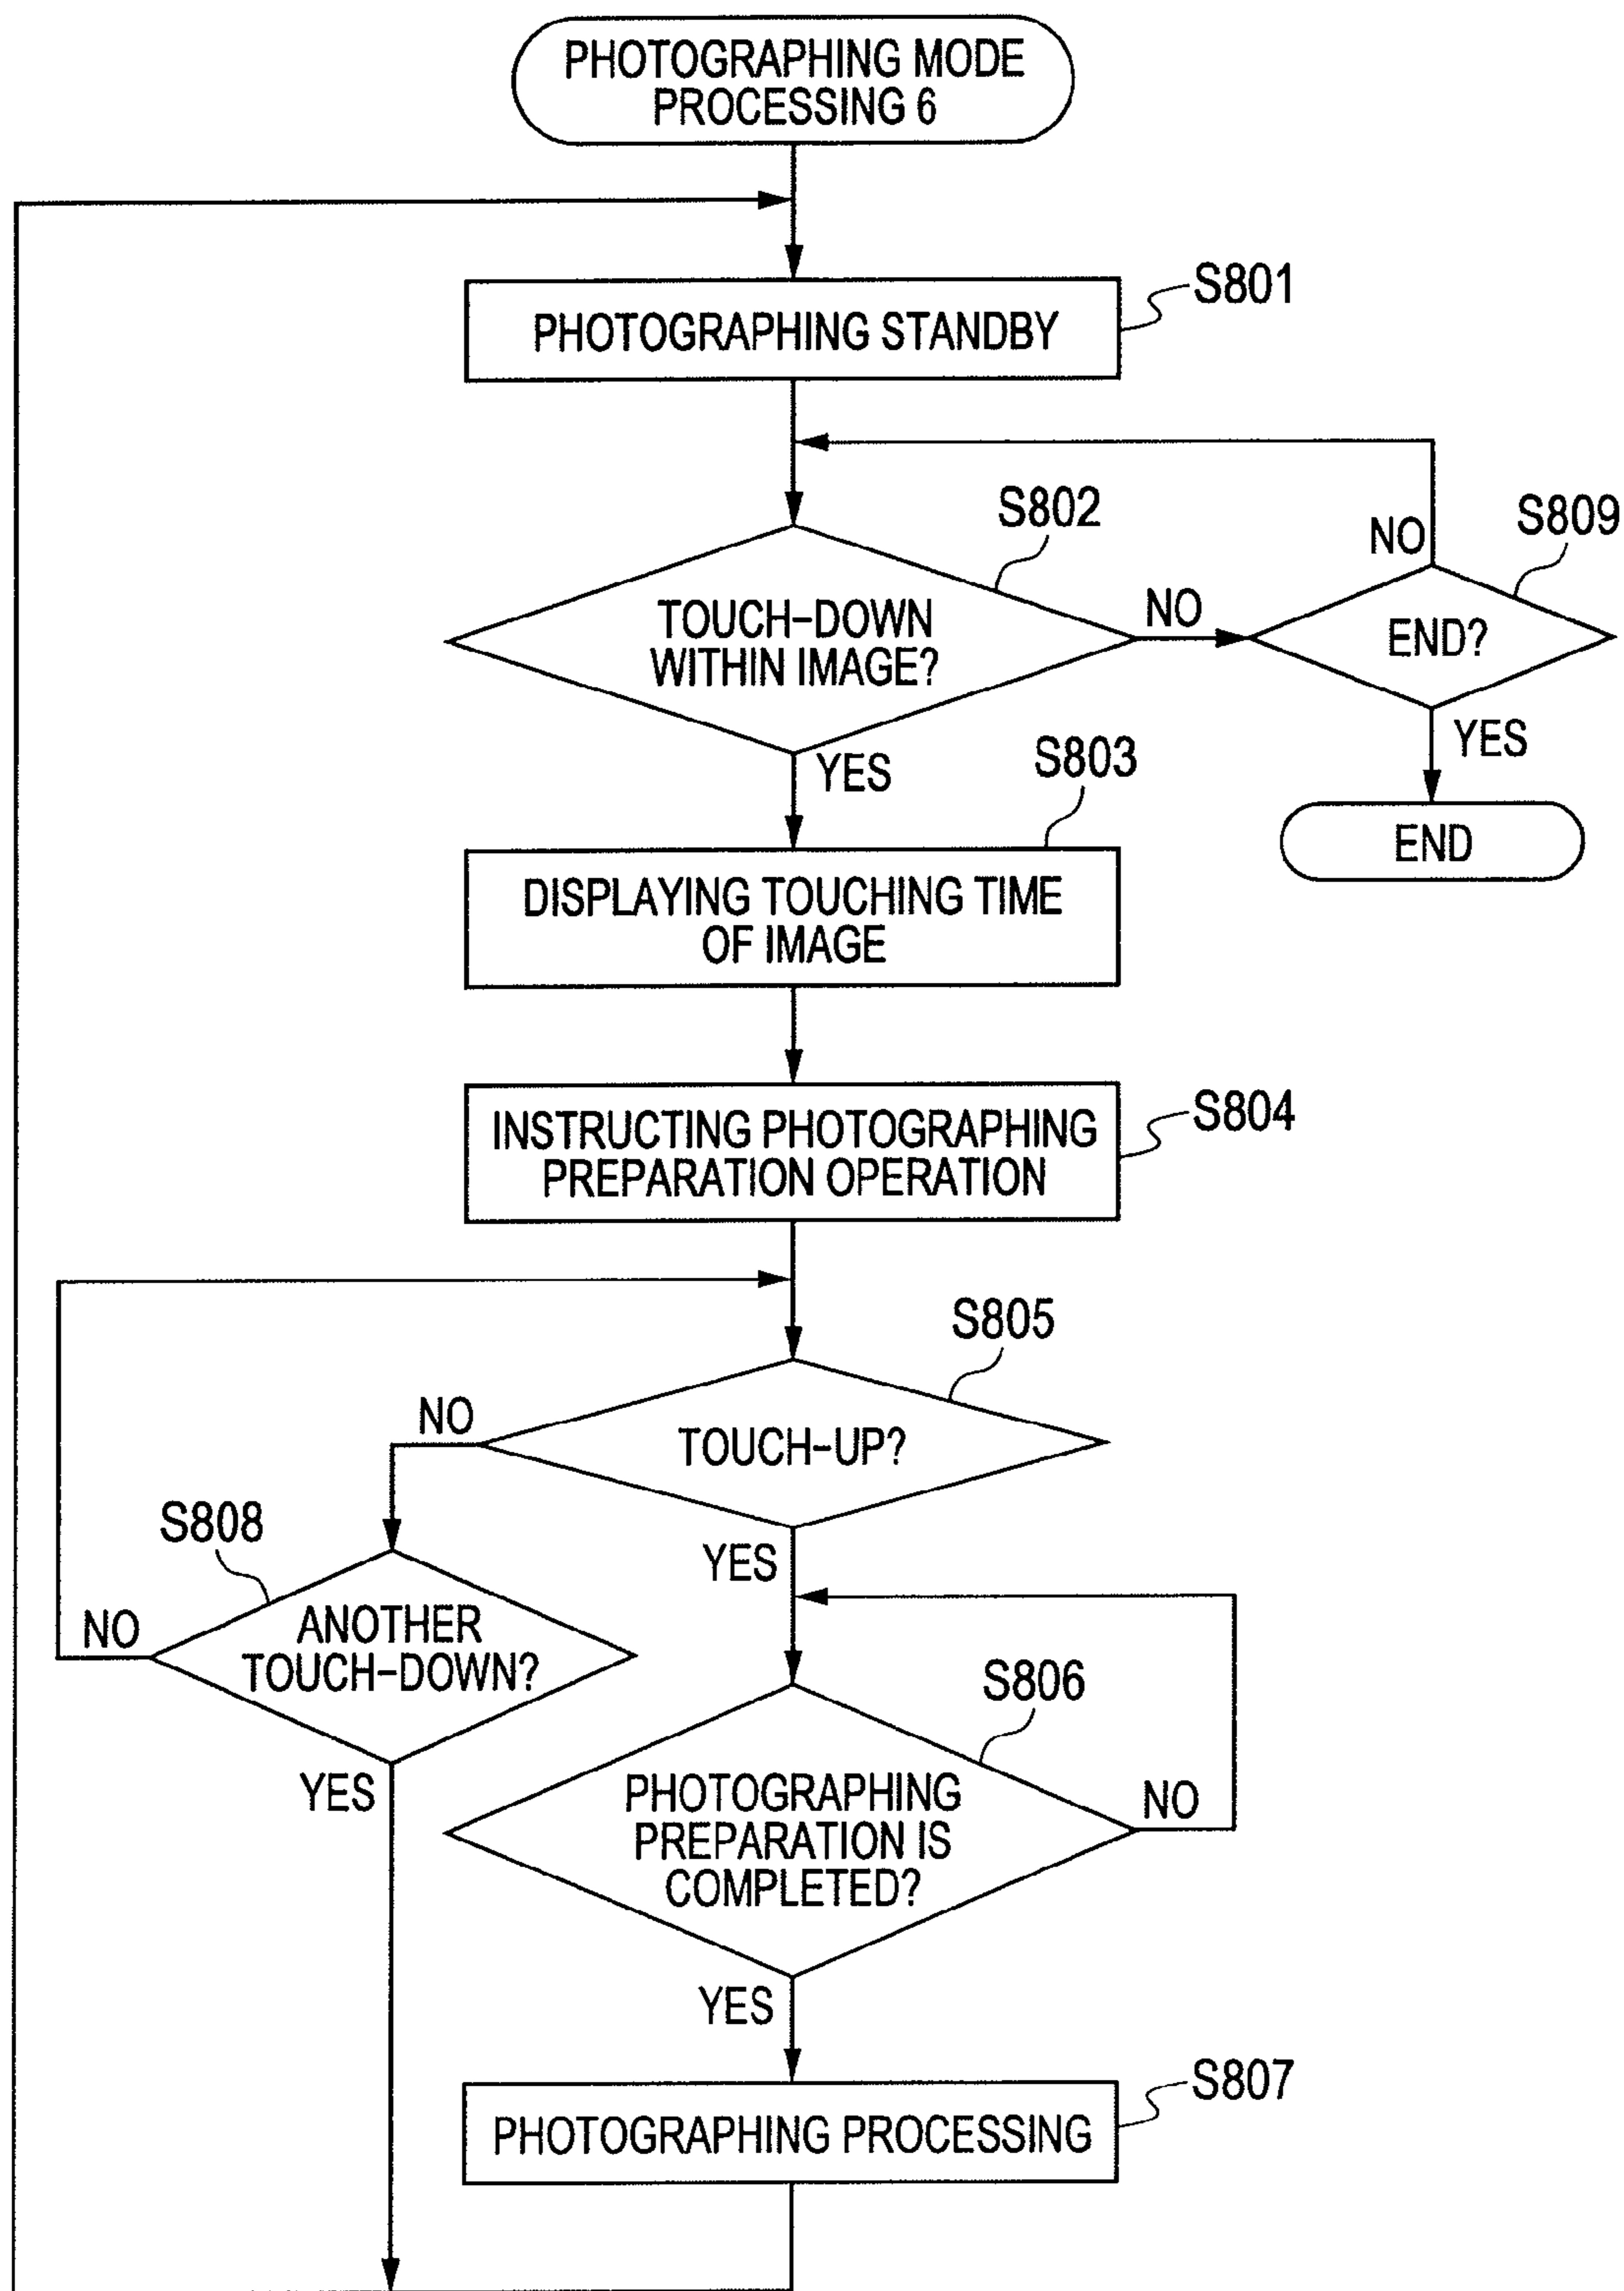 PHOTOGRAPHING MODE
PROCESSING 6
S801
PHOTOGRAPHING STANDBY
S802
S809
NO
TOUCH-DOWN
WITHIN IMAGE?
NO
END?
YES
YES
S803
END
DISPLAYING TOUCHING TIME
OF IMAGE
S804
INSTRUCTING PHOTOGRAPHING
PREPARATION OPERATION
S805
NO
TOUCH-UP?
S808
YES
NO
ANOTHER
TOUCH-DOWN?
S806
YES
PHOTOGRAPHING
PREPARATION IS
COMPLETED?
NO
YES
S807
PHOTOGRAPHING PROCESSING